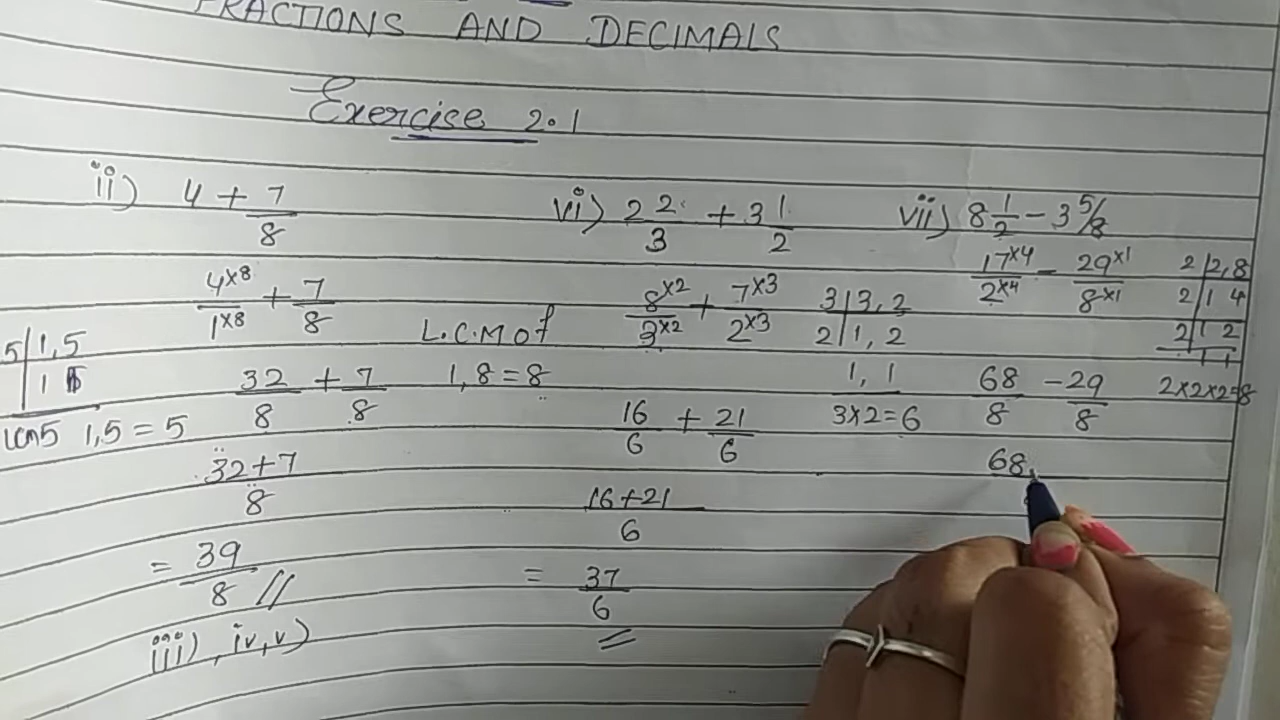 FRACTIONS AND DECIMALS
Exercise 2.1
ii) 4 + 7/8
4×8/1×8 + 7/8
32/8 + 7/8
L.C.M of
1,8 = 8
32+7/8
= 39/8 //
iii), iv, v)
5 | 1, 5
1
1,5 = 5
vi) 2 2/3 + 3 1/2
8×2/3×2 + 7×3/2×3
16/6 + 21/6
16+21/6
= 37/6
3 | 3, 2
2 | 1, 2
1, 1
3×2=6
vii) 8 1/2 - 3 5/8
17×4/2×4 - 29×1/8×1
68/8 - 29/8
68
2 | 2, 8
2 | 1 4
2 | 1 2
1 1
2×2×2=8